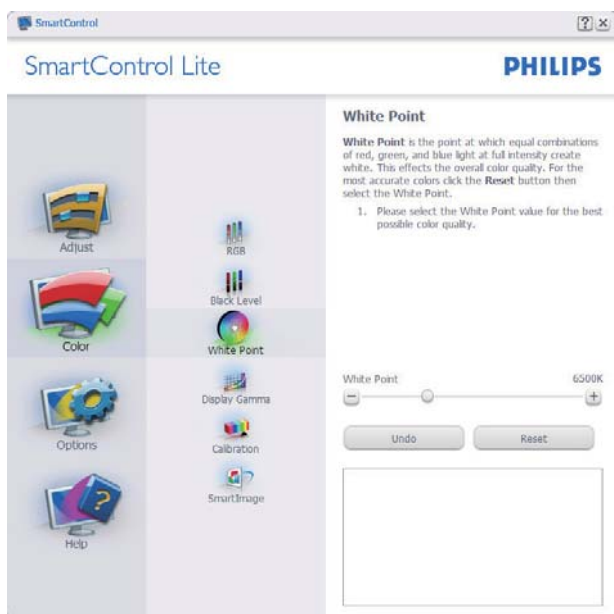 SmartControl
SmartControl Lite
PHILIPS
Adjust
Color
Options
Help
RGB
Black Level
White Point
Display Gamma
Calibration
SmartImage
White Point
White Point is the point at which equal combinations
of red, green, and blue light at full intensity create
white. This effects the overall color quality. For the
most accurate colors click the Reset button then
select the White Point.
1. Please select the White Point value for the best
possible color quality.
White Point 6500K
Undo Reset